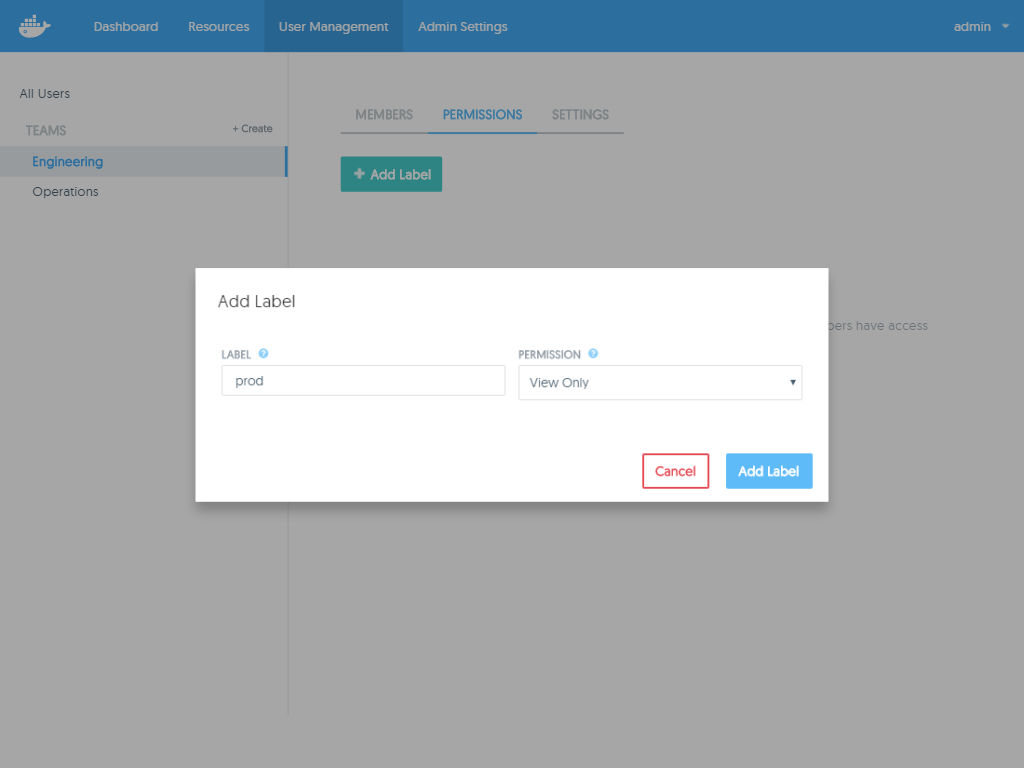 Dashboard Resources User Management Admin Settings admin
All Users
TEAMS + Create
Engineering
Operations
MEMBERS PERMISSIONS SETTINGS
+ Add Label
have access
Add Label
LABEL ? PERMISSION ?
prod View Only
Cancel Add Label